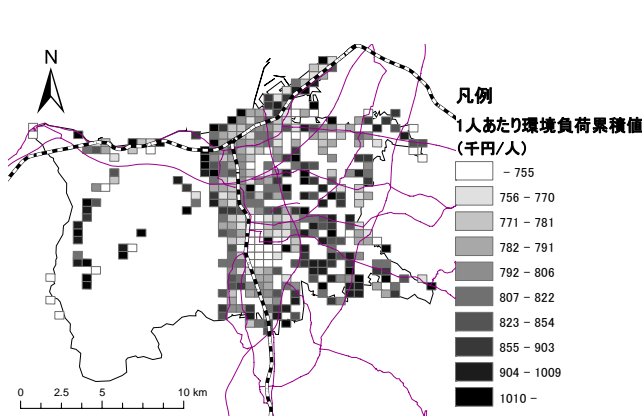 N
凡例
1人あたり環境負荷累積値
(千円/人)
- 755
756 - 770
771 - 781
782 - 791
792 - 806
807 - 822
823 - 854
855 - 903
904 - 1009
1010 -
0 2.5 5 10 km